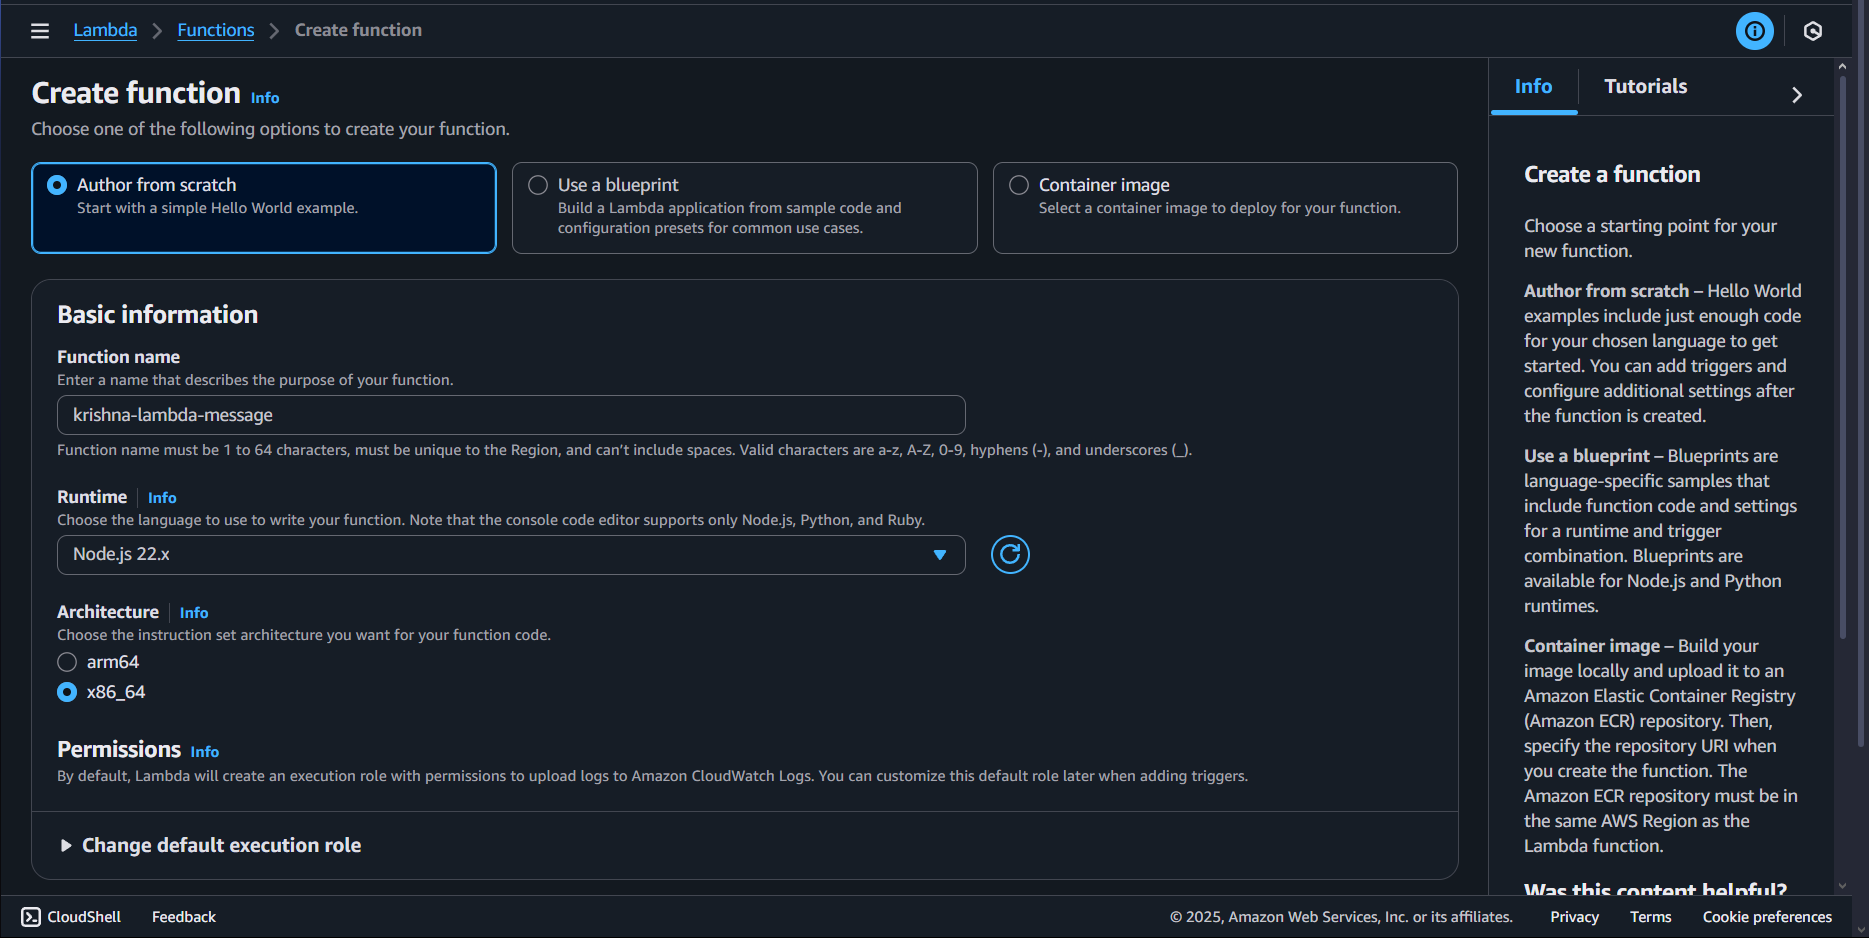 Lambda
Functions
Create function
Create function Info
Choose one of the following options to create your function.
Author from scratch
Start with a simple Hello World example.
Use a blueprint
Build a Lambda application from sample code and
configuration presets for common use cases.
Container image
Select a container image to deploy for your function.
Basic information
Function name
Enter a name that describes the purpose of your function.
krishna-lambda-message
Function name must be 1 to 64 characters, must be unique to the Region, and can’t include spaces. Valid characters are a-z, A-Z, 0-9, hyphens (-), and underscores (_).
Runtime Info
Choose the language to use to write your function. Note that the console code editor supports only Node.js, Python, and Ruby.
Node.js 22.x
Architecture Info
Choose the instruction set architecture you want for your function code.
arm64
x86_64
Permissions Info
By default, Lambda will create an execution role with permissions to upload logs to Amazon CloudWatch Logs. You can customize this default role later when adding triggers.
Change default execution role
Info
Tutorials
Create a function
Choose a starting point for your
new function.
Author from scratch – Hello World
examples include just enough code
for your chosen language to get
started. You can add triggers and
configure additional settings after
the function is created.
Use a blueprint – Blueprints are
language-specific samples that
include function code and settings
for a runtime and trigger
combination. Blueprints are
available for Node.js and Python
runtimes.
Container image – Build your
image locally and upload it to an
Amazon Elastic Container Registry
(Amazon ECR) repository. Then,
specify the repository URI when
you create the function. The
Amazon ECR repository must be in
the same AWS Region as the
Lambda function.
Was this content helpful?
CloudShell
Feedback
© 2025, Amazon Web Services, Inc. or its affiliates.
Privacy
Terms
Cookie preferences